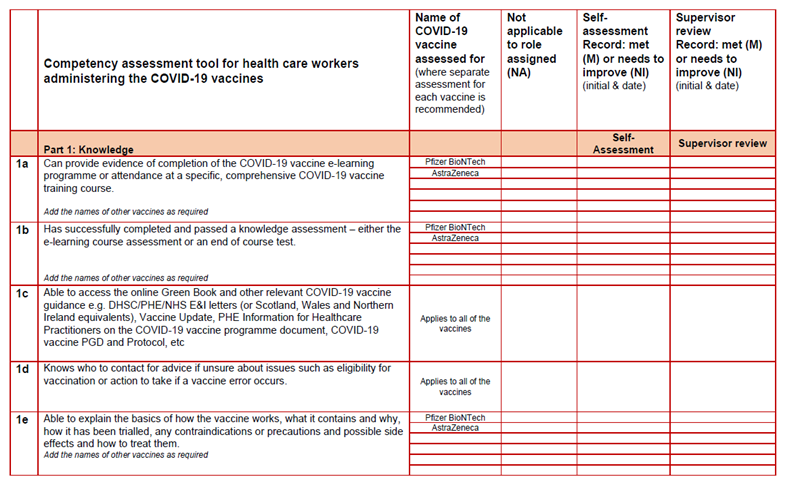 Competency assessment tool for health care workers
administering the COVID-19 vaccines
Name of
COVID-19
vaccine
assessed for
(where separate
assessment for
each vaccine is
recommended)
Not
applicable
to role
assigned
(NA)
Self-
assessment
Record: met
(M) or needs to
improve (NI)
(initial & date)
Supervisor
review
Record: met (M)
or needs to
improve (NI)
(initial & date)
Part 1: Knowledge
Self-
Assessment
Supervisor review
1a
Can provide evidence of completion of the COVID-19 vaccine e-learning
programme or attendance at a specific, comprehensive COVID-19 vaccine
training course.
Add the names of other vaccines as required
Pfizer BioNTech
AstraZeneca
1b
Has successfully completed and passed a knowledge assessment – either the
e-learning course assessment or an end of course test.
Add the names of other vaccines as required
Pfizer BioNTech
AstraZeneca
1c
Able to access the online Green Book and other relevant COVID-19 vaccine
guidance e.g. DHSC/PHE/NHS E&I letters (or Scotland, Wales and Northern
Ireland equivalents), Vaccine Update, PHE Information for Healthcare
Practitioners on the COVID-19 vaccine programme document, COVID-19
vaccine PGD and Protocol, etc
Applies to all of the
vaccines
1d
Knows who to contact for advice if unsure about issues such as eligibility for
vaccination or action to take if a vaccine error occurs.
Applies to all of the
vaccines
1e
Able to explain the basics of how the vaccine works, what it contains and why,
how it has been trialled, any contraindications or precautions and possible side
effects and how to treat them.
Add the names of other vaccines as required
Pfizer BioNTech
AstraZeneca